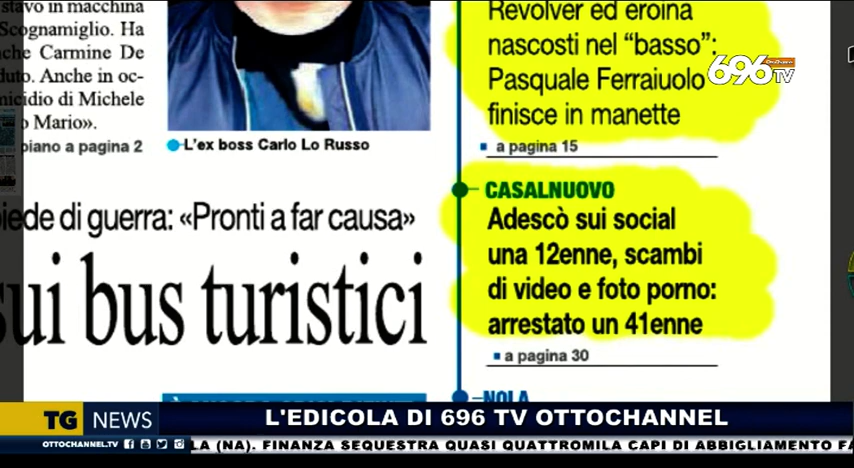 stavo in macchina
Scognamiglio. Ha
che Carmine De
duto. Anche in oc-
micidio di Michele
o Mario».
piano a pagina 2
L'ex boss Carlo Lo Russo
iede di guerra: «Pronti a far causa»
sui bus turistici
Revolver ed eroina
nascosti nel "basso":
Pasquale Ferraiuolo
finisce in manette
a pagina 15
CASALNUOVO
Adescò sui social
una 12enne, scambi
di video e foto porno:
arrestato un 41enne
a pagina 30
NOLA
696 TV
TG NEWS
L'EDICOLA DI 696 TV OTTOCHANNEL
OTTOCHANNEL.TV
LA (NA). FINANZA SEQUESTRA QUASI QUATTROMILA CAPI DI ABBIGLIAMENTO FA